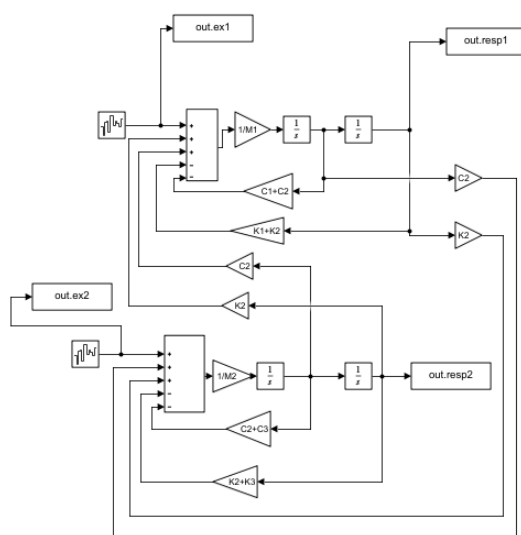 out.ex1
out.resp1
+
+
+
−
−
1/M1
1
s
1
s
C1+C2
C2
K1+K2
K2
C2
out.ex2
K2
+
+
+
−
−
1/M2
1
s
1
s
out.resp2
C2+C3
K2+K3